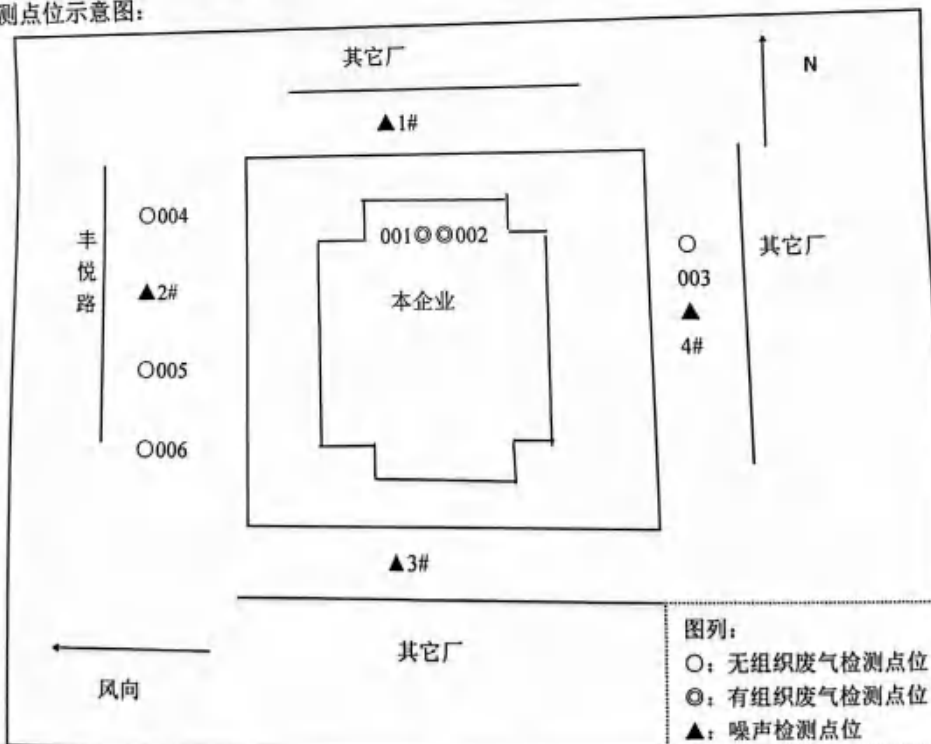 测点位示意图：
其它厂
N
▲1#
○004
001◎◎002
○
其它厂
丰悦路
003
▲2#
本企业
▲
4#
○005
○006
▲3#
图列：
其它厂
○：无组织废气检测点位
风向
◎：有组织废气检测点位
▲：噪声检测点位